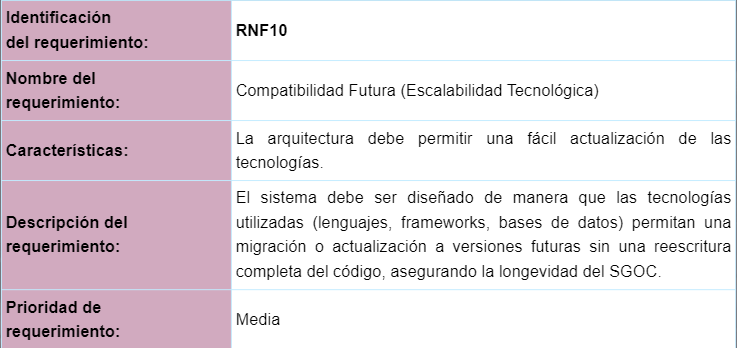 Identificación
del requerimiento:
RNF10
Nombre del
requerimiento:
Compatibilidad Futura (Escalabilidad Tecnológica)
Características:
La arquitectura debe permitir una fácil actualización de las
tecnologías.
Descripción del
requerimiento:
El sistema debe ser diseñado de manera que las tecnologías
utilizadas (lenguajes, frameworks, bases de datos) permitan una
migración o actualización a versiones futuras sin una reescritura
completa del código, asegurando la longevidad del SGOC.
Prioridad de
requerimiento:
Media